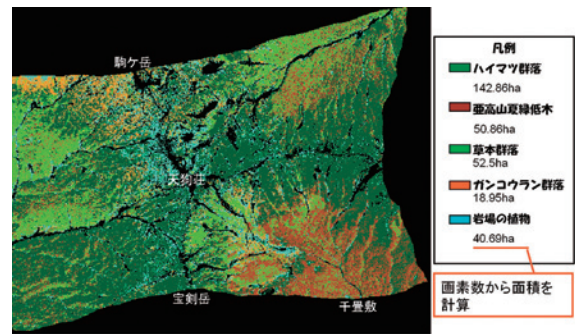 駒ケ岳
天狗荘
宝剣岳
千畳敷
凡例
ハイマツ群落
142.86ha
亜高山夏緑低木
50.86ha
草本群落
52.5ha
ガンコウラン群落
18.95ha
岩場の植物
40.69ha
画素数から面積を
計算